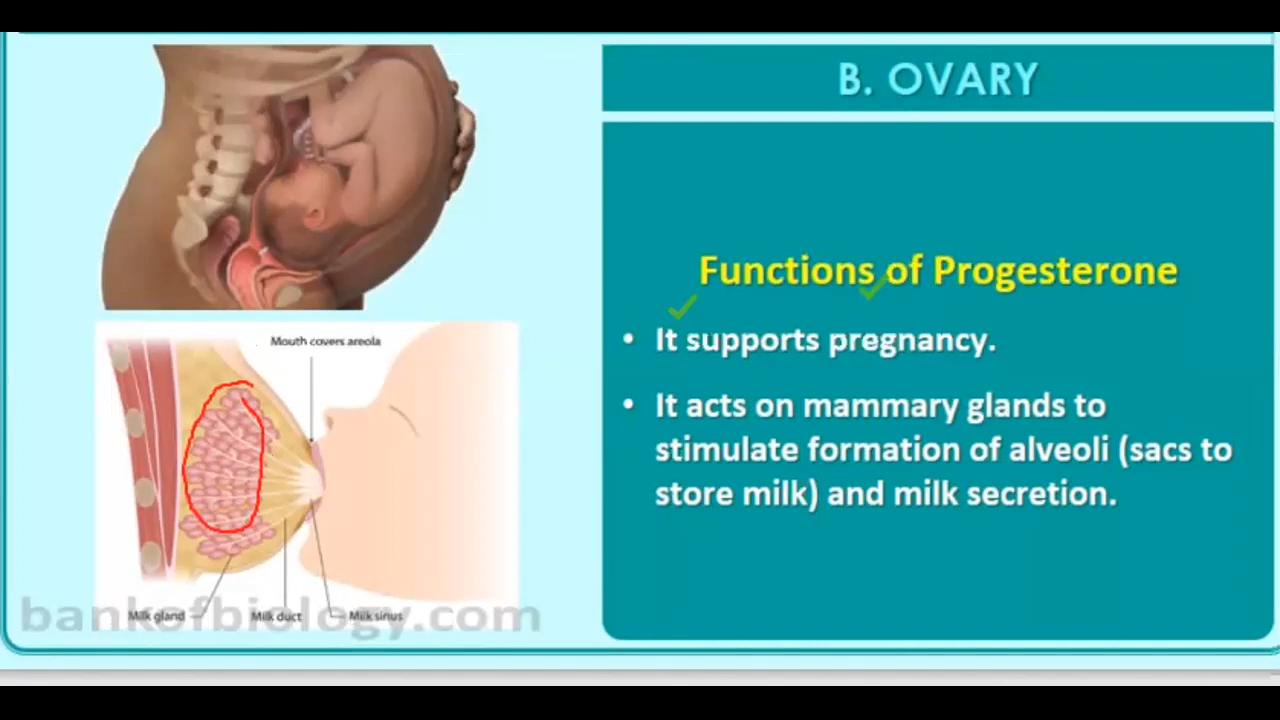 B. OVARY
Functions of Progesterone
• It supports pregnancy.
• It acts on mammary glands to
stimulate formation of alveoli (sacs to
store milk) and milk secretion.
Mouth covers areola
Milk gland
Milk duct
Milk sinus
bankofbiology.com